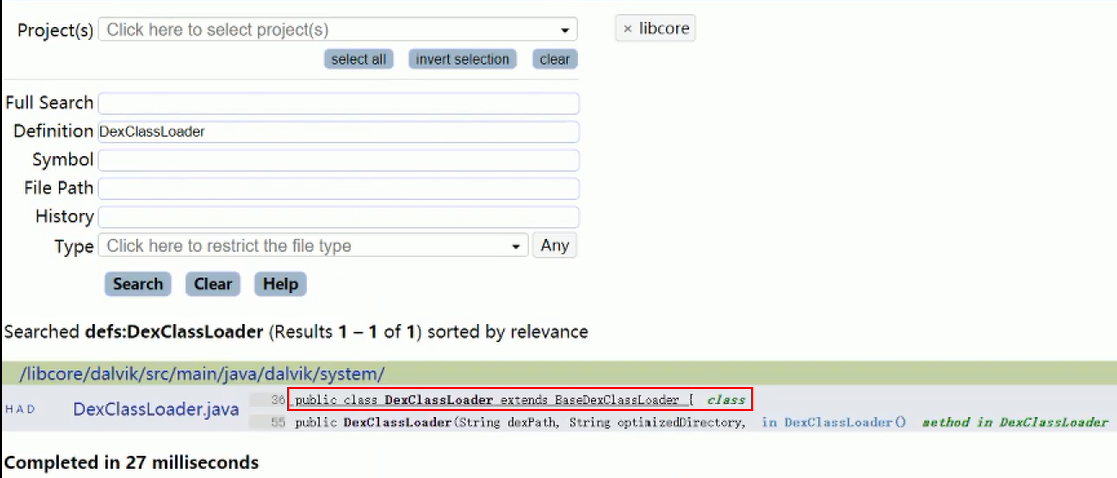 Project(s) Click here to select project(s) × libcore
select all invert selection clear
Full Search
Definition DexClassLoader
Symbol
File Path
History
Type Click here to restrict the file type Any
Search Clear Help
Searched defs:DexClassLoader (Results 1 – 1 of 1) sorted by relevance
/libcore/dalvik/src/main/java/dalvik/system/
H A D DexClassLoader.java 36 public class DexClassLoader extends BaseDexClassLoader { class
55 public DexClassLoader(String dexPath, String optimizedDirectory, in DexClassLoader() method in DexClassLoader
Completed in 27 milliseconds